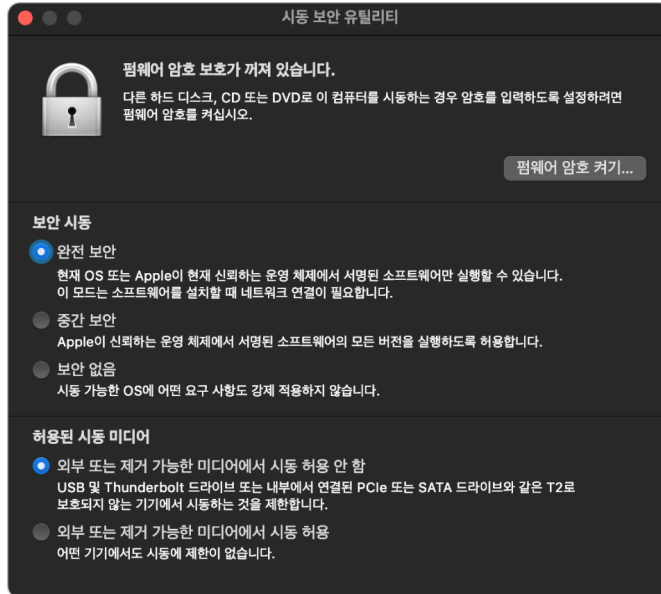 시동 보안 유틸리티
펌웨어 암호 보호가 꺼져 있습니다.
다른 하드 디스크, CD 또는 DVD로 이 컴퓨터를 시동하는 경우 암호를 입력하도록 설정하려면
펌웨어 암호를 켜십시오.
펌웨어 암호 켜기...
보안 시동
완전 보안
현재 OS 또는 Apple이 현재 신뢰하는 운영 체제에서 서명된 소프트웨어만 실행할 수 있습니다.
이 모드는 소프트웨어를 설치할 때 네트워크 연결이 필요합니다.
중간 보안
Apple이 신뢰하는 운영 체제에서 서명된 소프트웨어의 모든 버전을 실행하도록 허용합니다.
보안 없음
시동 가능한 OS에 어떤 요구 사항도 강제 적용하지 않습니다.
허용된 시동 미디어
외부 또는 제거 가능한 미디어에서 시동 허용 안 함
USB 및 Thunderbolt 드라이브 또는 내부에서 연결된 PCIe 또는 SATA 드라이브와 같은 T2로
보호되지 않는 기기에서 시동하는 것을 제한합니다.
외부 또는 제거 가능한 미디어에서 시동 허용
어떤 기기에서도 시동에 제한이 없습니다.